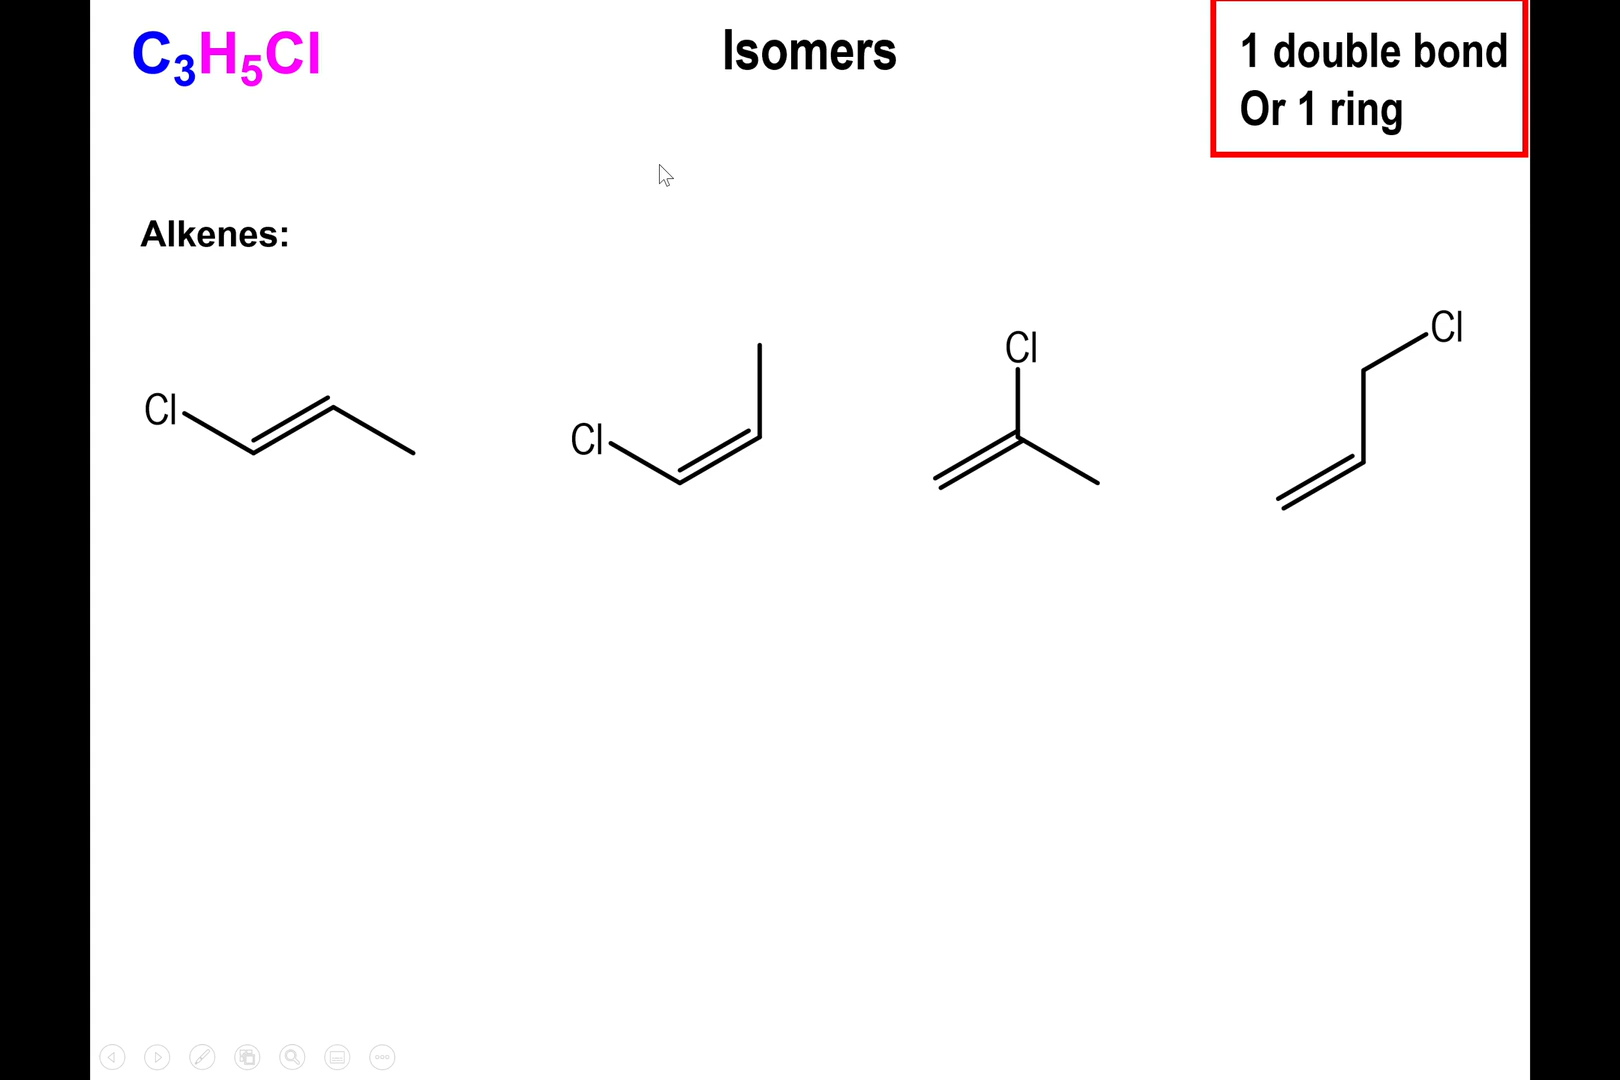 C₃H₅Cl
Isomers
1 double bond
Or 1 ring
Alkenes:
Cl
Cl
Cl
Cl